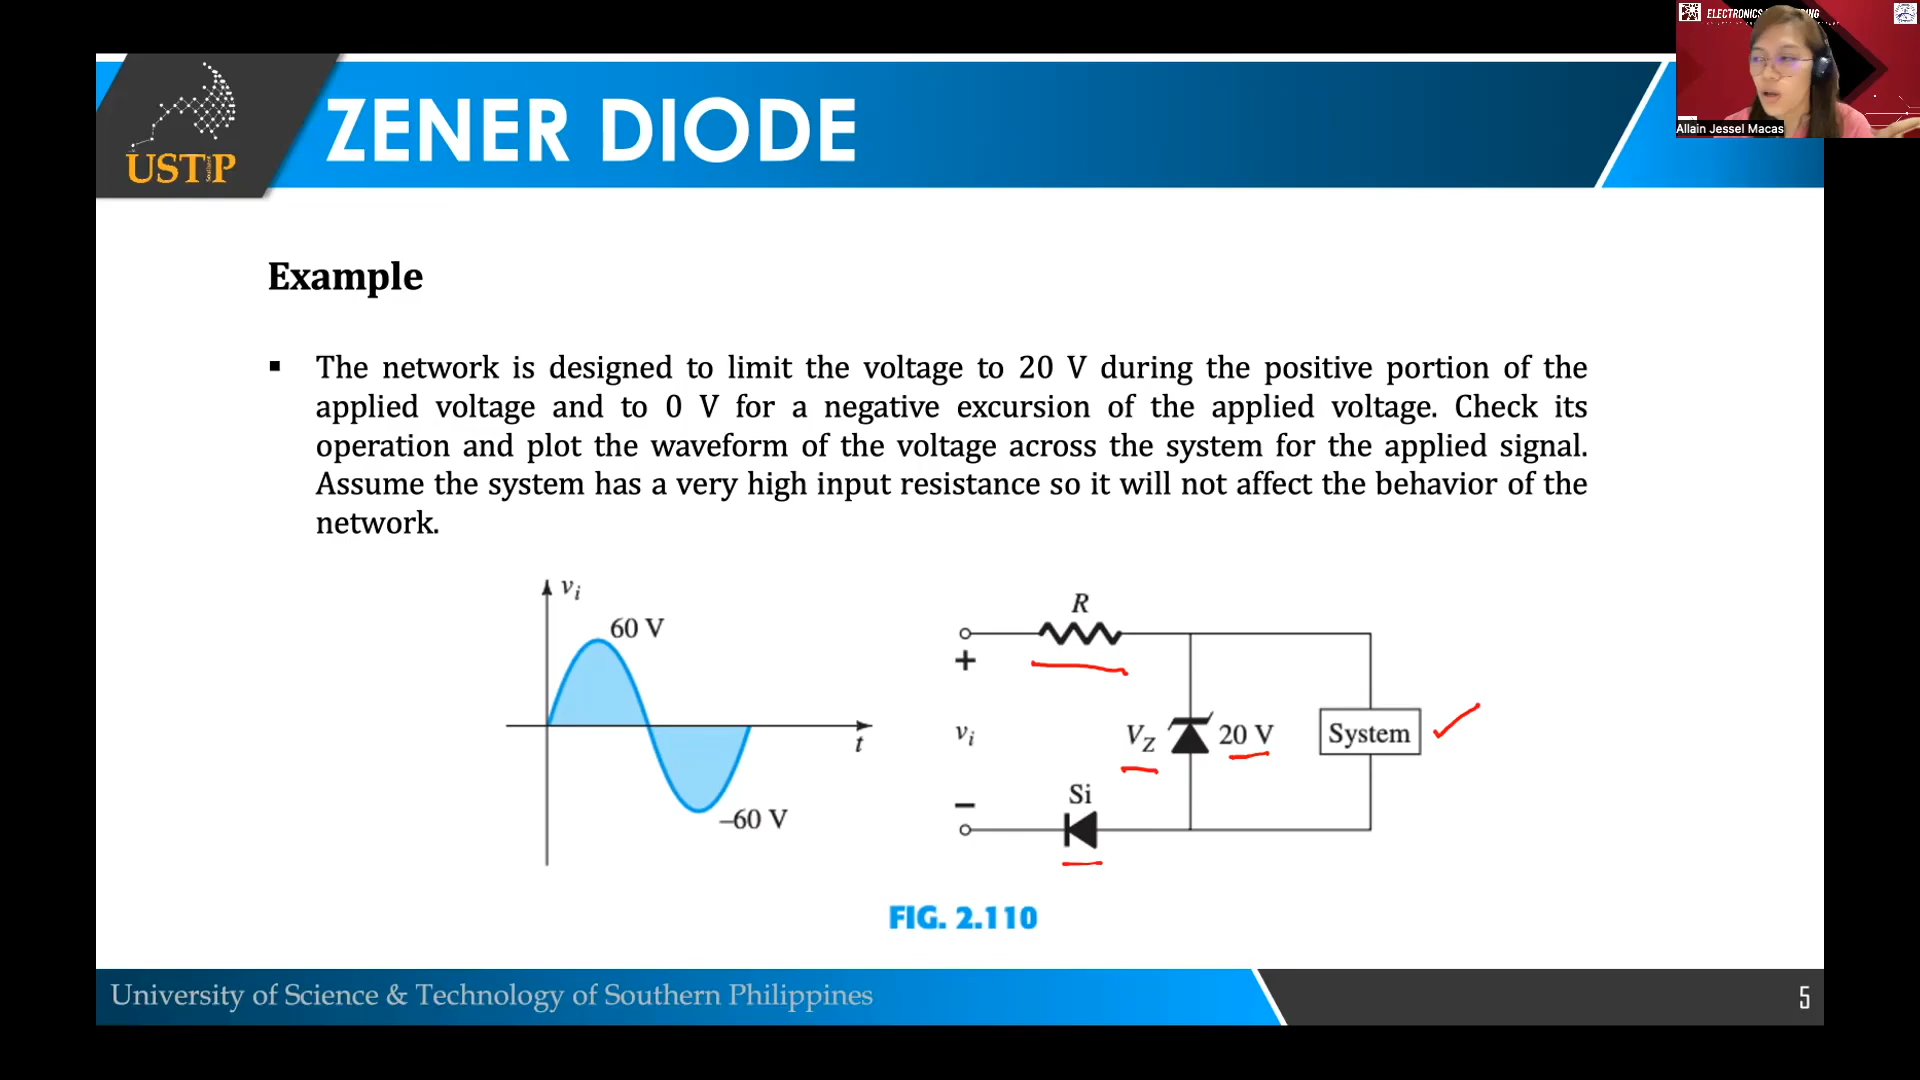 ZENER DIODE
USTP
ELECTRONICS
Allain Jessel Macas
Example
▪ The network is designed to limit the voltage to 20 V during the positive portion of the
applied voltage and to 0 V for a negative excursion of the applied voltage. Check its
operation and plot the waveform of the voltage across the system for the applied signal.
Assume the system has a very high input resistance so it will not affect the behavior of the
network.
vi
60 V
t
–60 V
R
+
vi
VZ
20 V
System
–
Si
FIG. 2.110
University of Science & Technology of Southern Philippines
5